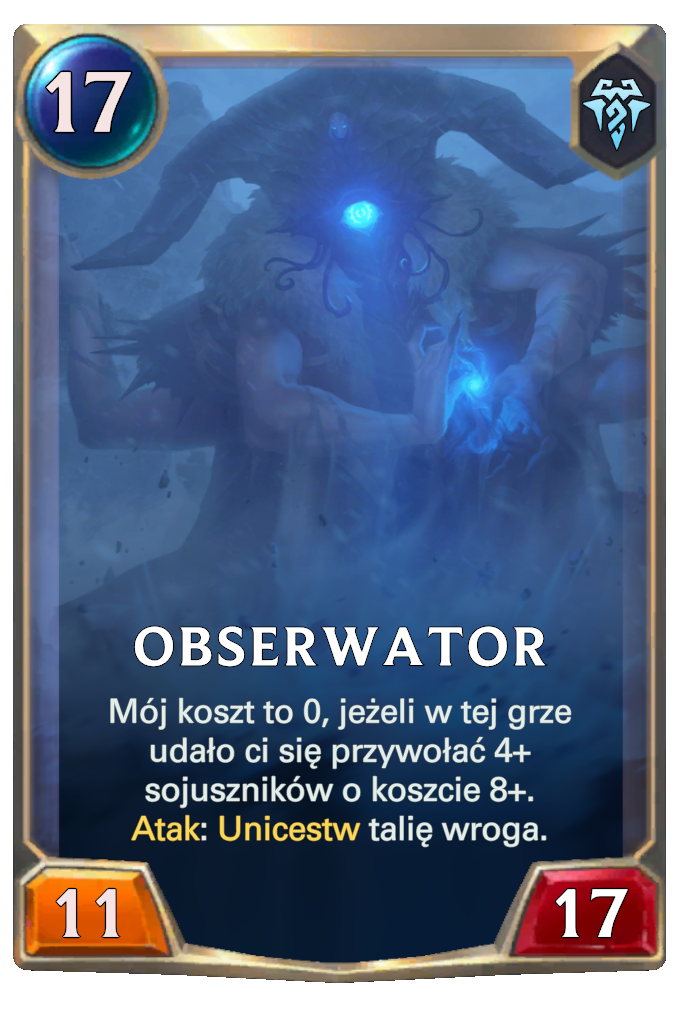 17
OBSERWATOR
Mój koszt to 0, jeżeli w tej grze
udało ci się przywołać 4+
sojuszników o koszcie 8+.
Atak: Unicestw talię wroga.
11
17